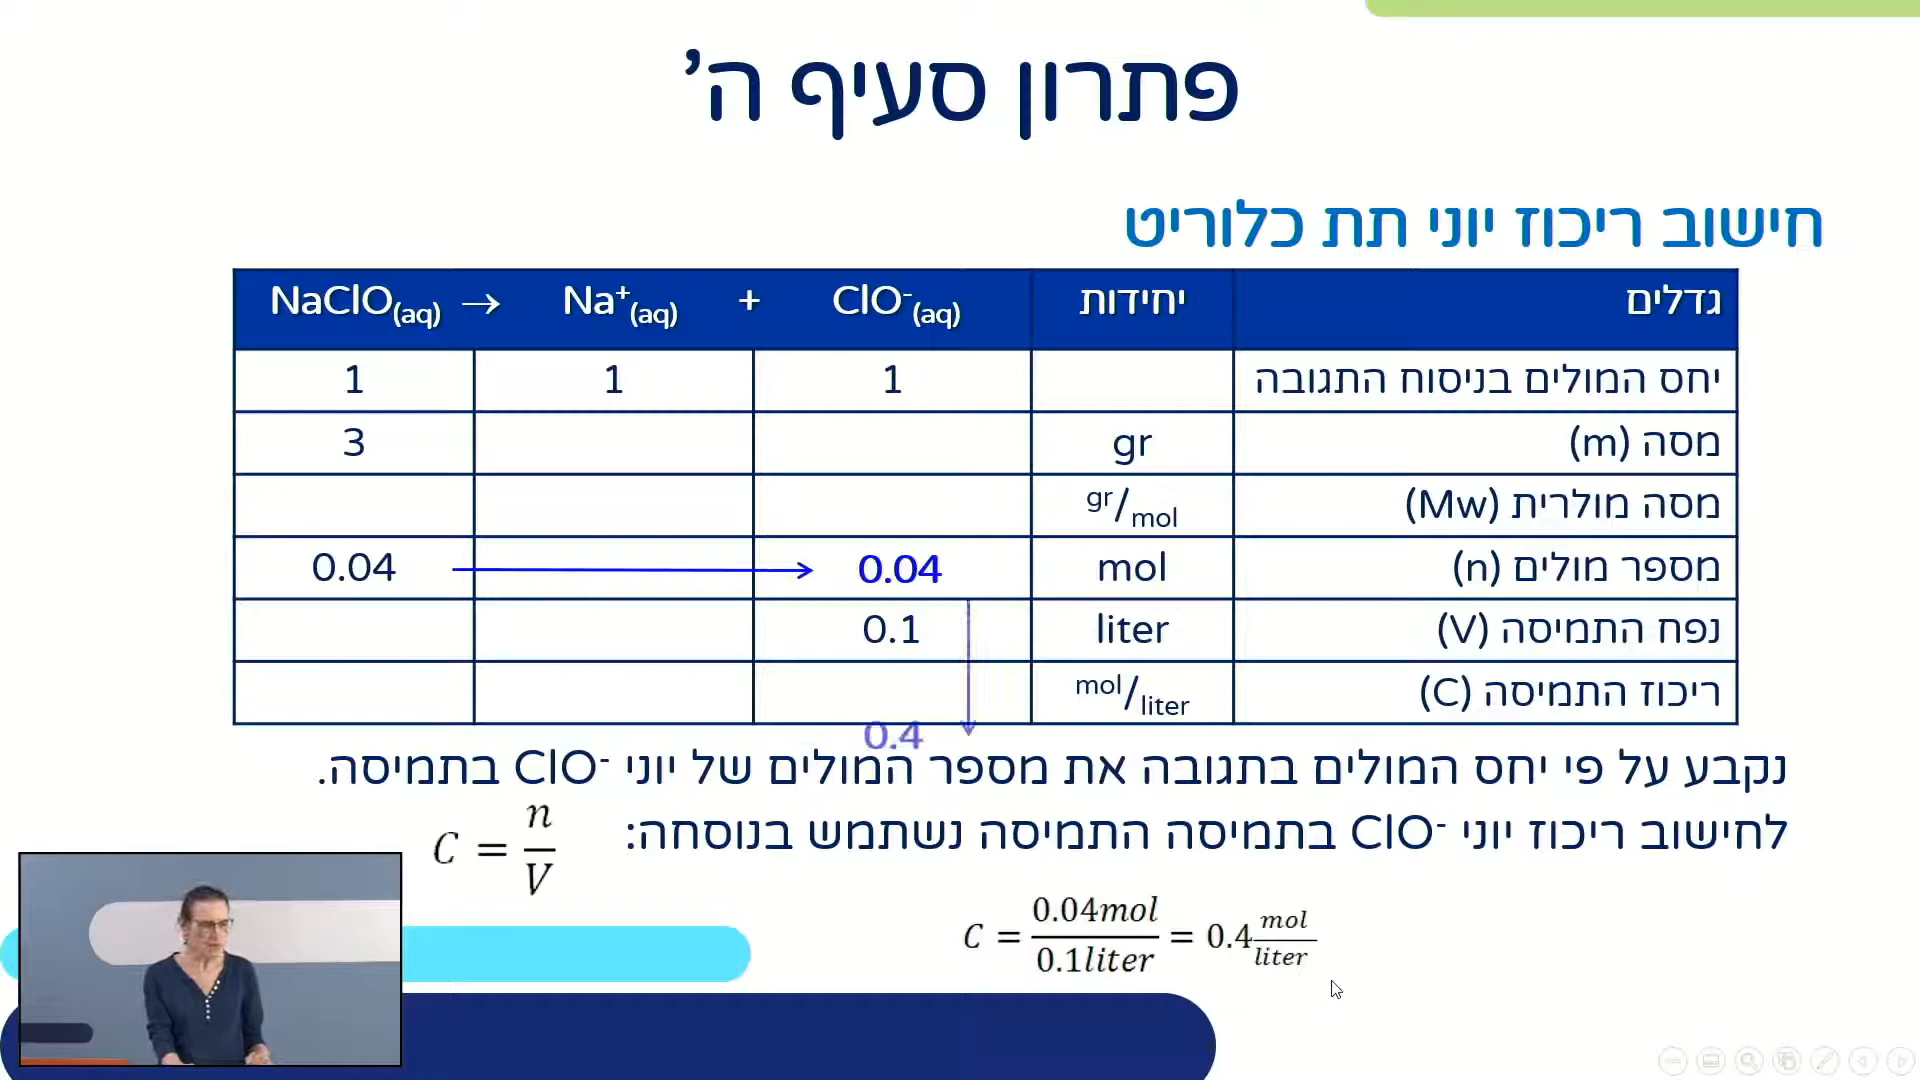 פתרון סעיף ה'
חישוב ריכוז יוני תת כלוריט
גדלים יחידות NaClO(aq) → Na⁺(aq) + ClO⁻(aq)
יחס המולים בניסוח התגובה 1 1 1
מסה (m) gr 3
מסה מולרית (Mw) gr/mol
מספר מולים (n) mol 0.04 → 0.04
נפח התמיסה (V) liter 0.1
ריכוז התמיסה (C) mol/liter
0.4
נקבע על פי יחס המולים בתגובה את מספר המולים של יוני ClO⁻ בתמיסה.
לחישוב ריכוז יוני ClO⁻ בתמיסה התמיסה נשתמש בנוסחה: C = n/V
C = 0.04mol/0.1liter = 0.4 mol/liter